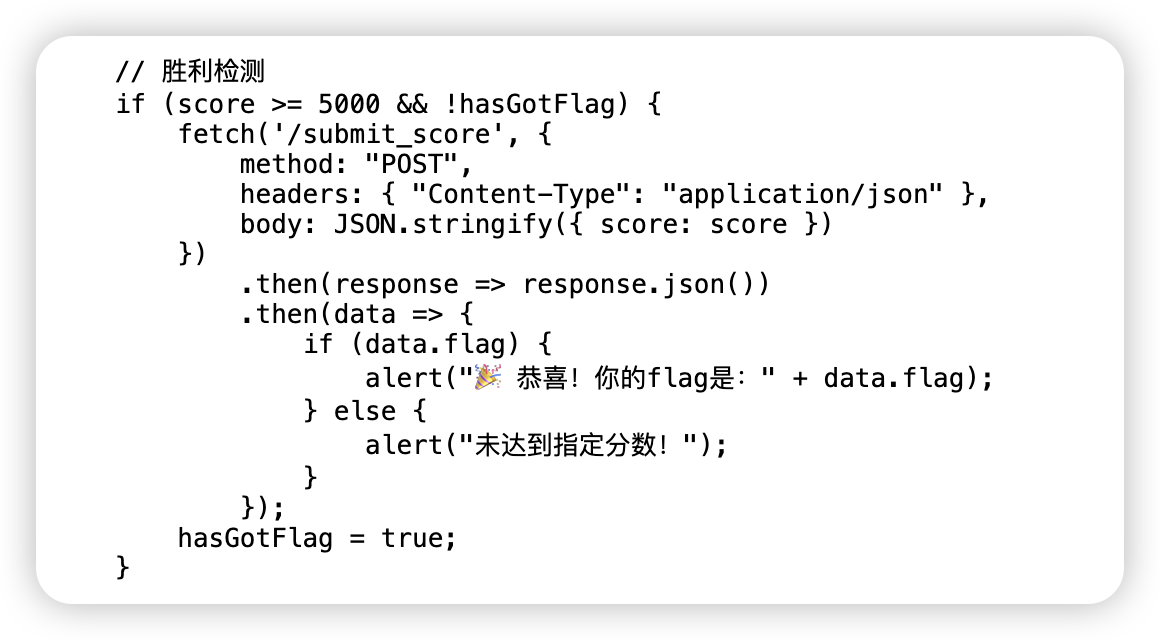 // 胜利检测
if (score >= 5000 && !hasGotFlag) {
    fetch('/submit_score', {
        method: "POST",
        headers: { "Content-Type": "application/json" },
        body: JSON.stringify({ score: score })
    })
        .then(response => response.json())
        .then(data => {
            if (data.flag) {
                alert("🎉 恭喜！你的flag是：" + data.flag);
            } else {
                alert("未达到指定分数！");
            }
        });
    hasGotFlag = true;
}